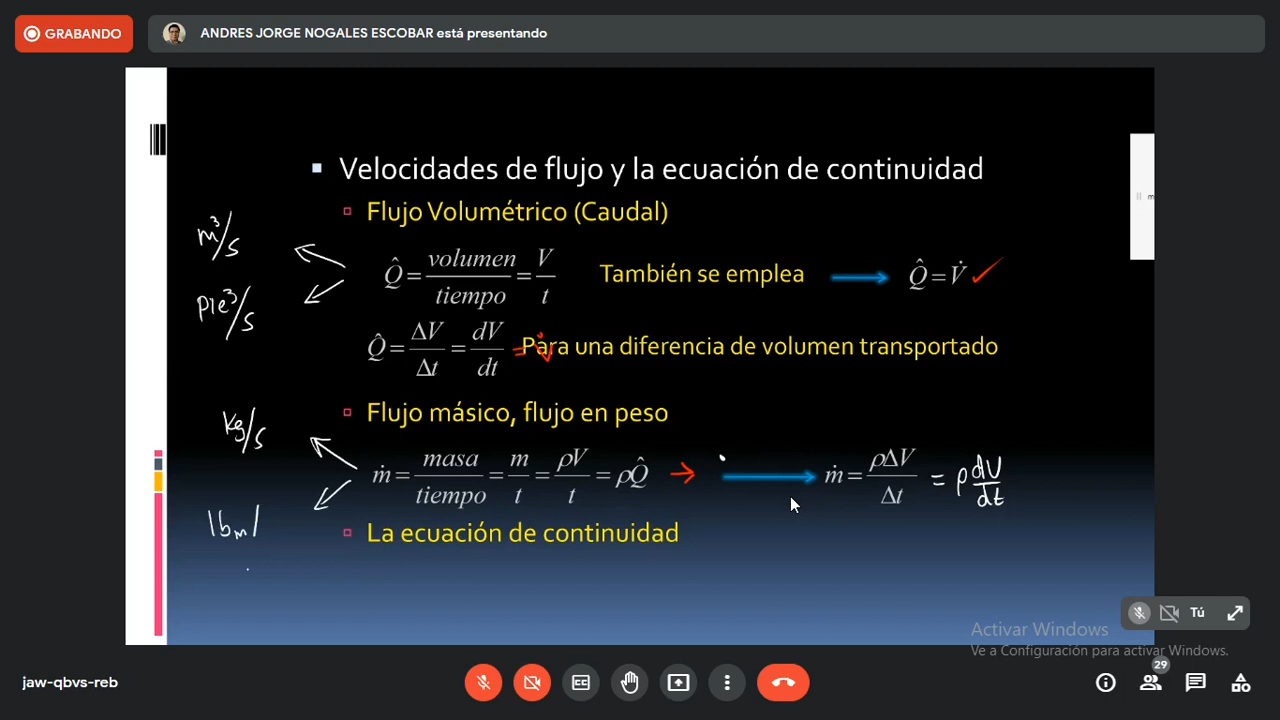 GRABANDO
ANDRES JORGE NOGALES ESCOBAR está presentando
▪ Velocidades de flujo y la ecuación de continuidad
▫ Flujo Volumétrico (Caudal)
m³/s
Q̂ = volumen/tiempo = V/t También se emplea → Q̂ = V̇ ✓
pie³/s
Q̂ = ΔV/Δt = dV/dt = V̇ Para una diferencia de volumen transportado
▫ Flujo másico, flujo en peso
kg/s
ṁ = masa/tiempo = m/t = ρV/t = ρQ̂ → → ṁ = ρΔV/Δt = ρ dV/dt
lbm/
▫ La ecuación de continuidad
Tú
Activar Windows
Ve a Configuración para activar Windows.
29
jaw-qbvs-reb
CC